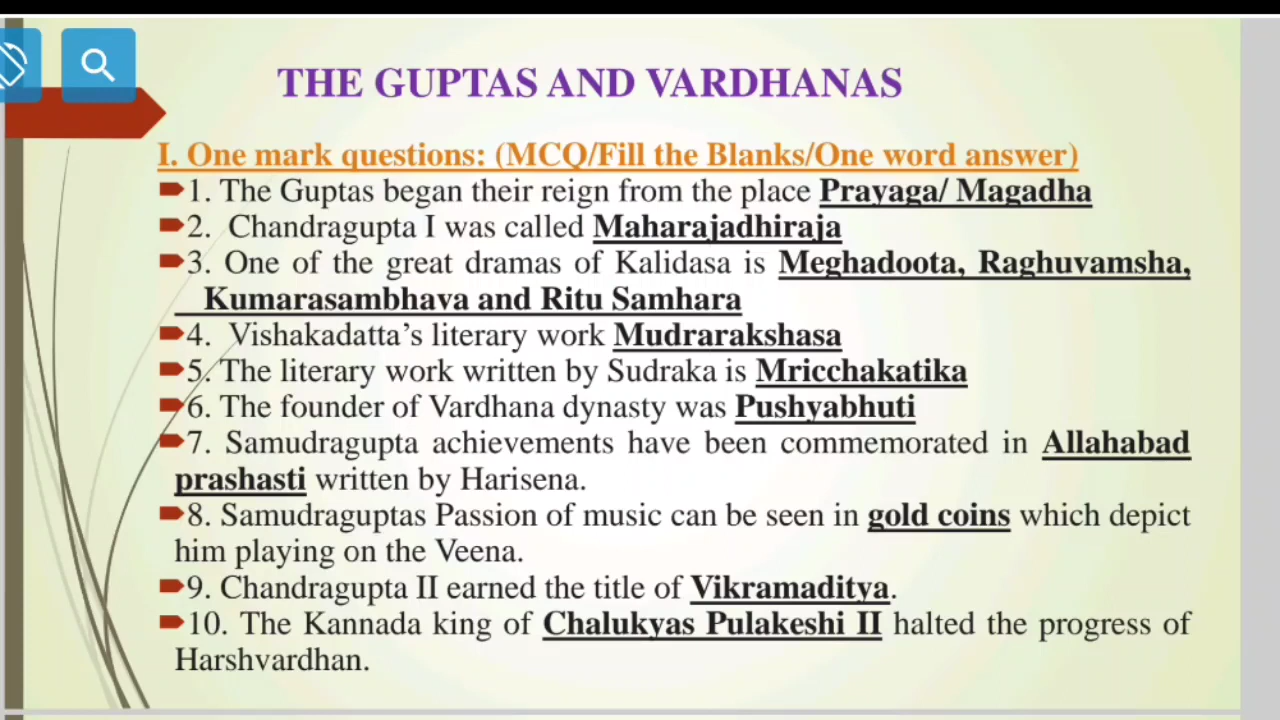 THE GUPTAS AND VARDHANAS
I. One mark questions: (MCQ/Fill the Blanks/One word answer)
1. The Guptas began their reign from the place Prayaga/ Magadha
2. Chandragupta I was called Maharajadhiraja
3. One of the great dramas of Kalidasa is Meghadoota, Raghuvamsha,
Kumarasambhava and Ritu Samhara
4. Vishakadatta’s literary work Mudrarakshasa
5. The literary work written by Sudraka is Mricchakatika
6. The founder of Vardhana dynasty was Pushyabhuti
7. Samudragupta achievements have been commemorated in Allahabad
prashasti written by Harisena.
8. Samudraguptas Passion of music can be seen in gold coins which depict
him playing on the Veena.
9. Chandragupta II earned the title of Vikramaditya.
10. The Kannada king of Chalukyas Pulakeshi II halted the progress of
Harshvardhan.